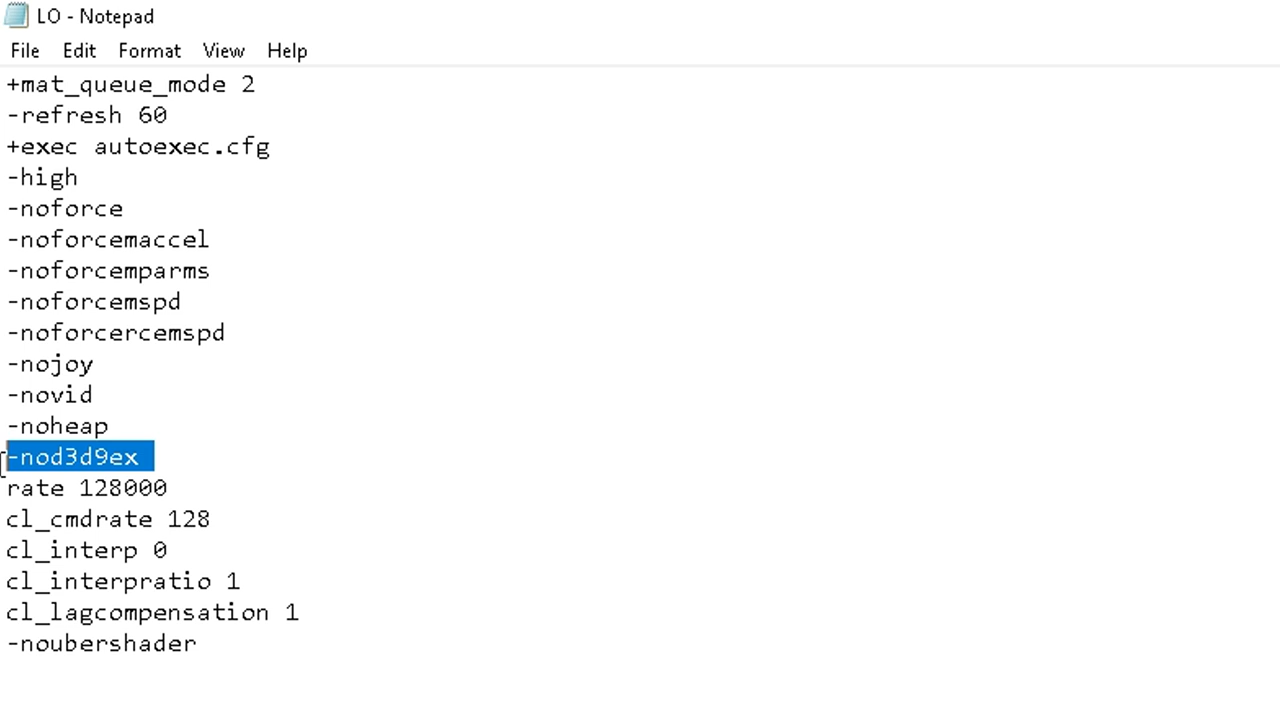 LO - Notepad
File Edit Format View Help
+mat_queue_mode 2
-refresh 60
+exec autoexec.cfg
-high
-noforce
-noforcemaccel
-noforcemparms
-noforcemspd
-noforcercemspd
-nojoy
-novid
-noheap
-nod3d9ex
rate 128000
cl_cmdrate 128
cl_interp 0
cl_interpratio 1
cl_lagcompensation 1
-noubershader